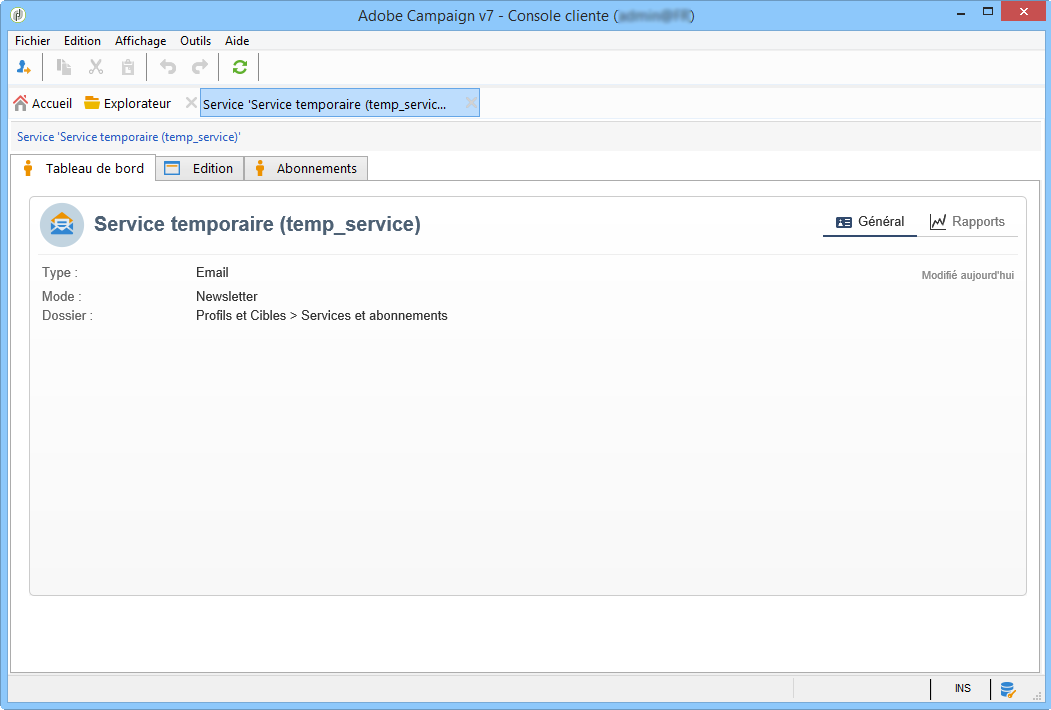 Adobe Campaign v7 - Console cliente ()
Fichier Edition Affichage Outils Aide
Accueil Explorateur Service 'Service temporaire (temp_servic...
Service 'Service temporaire (temp_service)'
Tableau de bord Edition Abonnements
Service temporaire (temp_service) Général Rapports
Type : Email Modifié aujourd'hui
Mode : Newsletter
Dossier : Profils et Cibles > Services et abonnements
INS